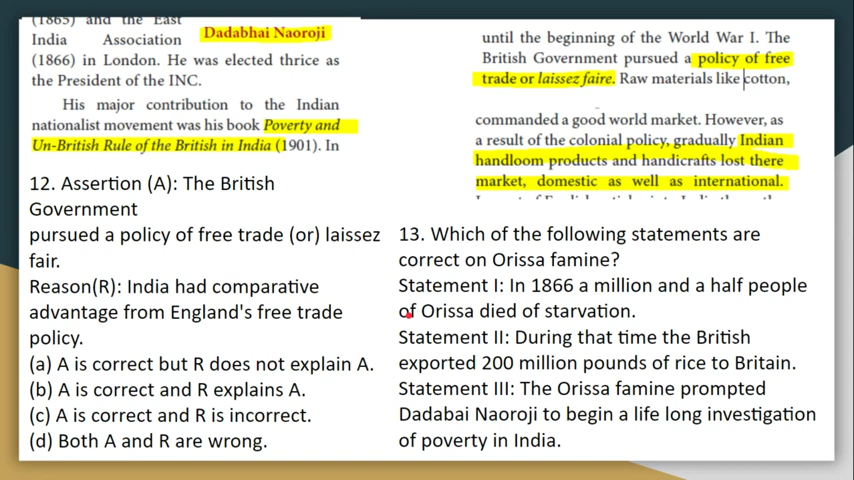 (1865) and the East
India Association Dadabhai Naoroji
(1866) in London. He was elected thrice as
the President of the INC.
His major contribution to the Indian
nationalist movement was his book Poverty and
Un-British Rule of the British in India (1901). In
12. Assertion (A): The British
Government
pursued a policy of free trade (or) laissez
fair.
Reason(R): India had comparative
advantage from England's free trade
policy.
(a) A is correct but R does not explain A.
(b) A is correct and R explains A.
(c) A is correct and R is incorrect.
(d) Both A and R are wrong.
until the beginning of the World War I. The
British Government pursued a policy of free
trade or laissez faire. Raw materials like cotton,
commanded a good world market. However, as
a result of the colonial policy, gradually Indian
handloom products and handicrafts lost there
market, domestic as well as international.
13. Which of the following statements are
correct on Orissa famine?
Statement I: In 1866 a million and a half people
of Orissa died of starvation.
Statement II: During that time the British
exported 200 million pounds of rice to Britain.
Statement III: The Orissa famine prompted
Dadabai Naoroji to begin a life long investigation
of poverty in India.